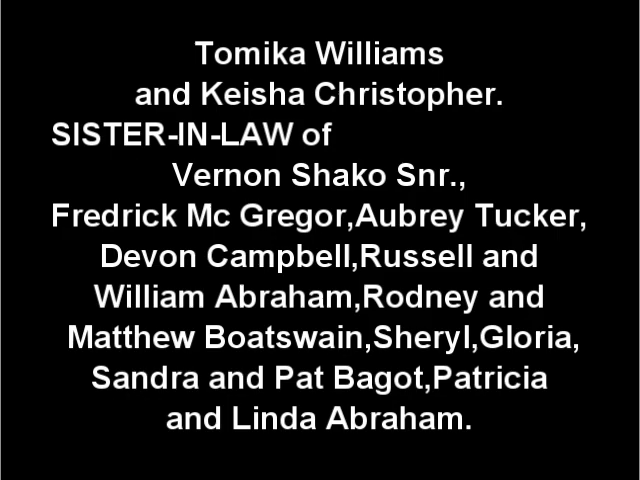 Tomika Williams
and Keisha Christopher.
SISTER-IN-LAW of
Vernon Shako Snr.,
Fredrick Mc Gregor,Aubrey Tucker,
Devon Campbell,Russell and
William Abraham,Rodney and
Matthew Boatswain,Sheryl,Gloria,
Sandra and Pat Bagot,Patricia
and Linda Abraham.